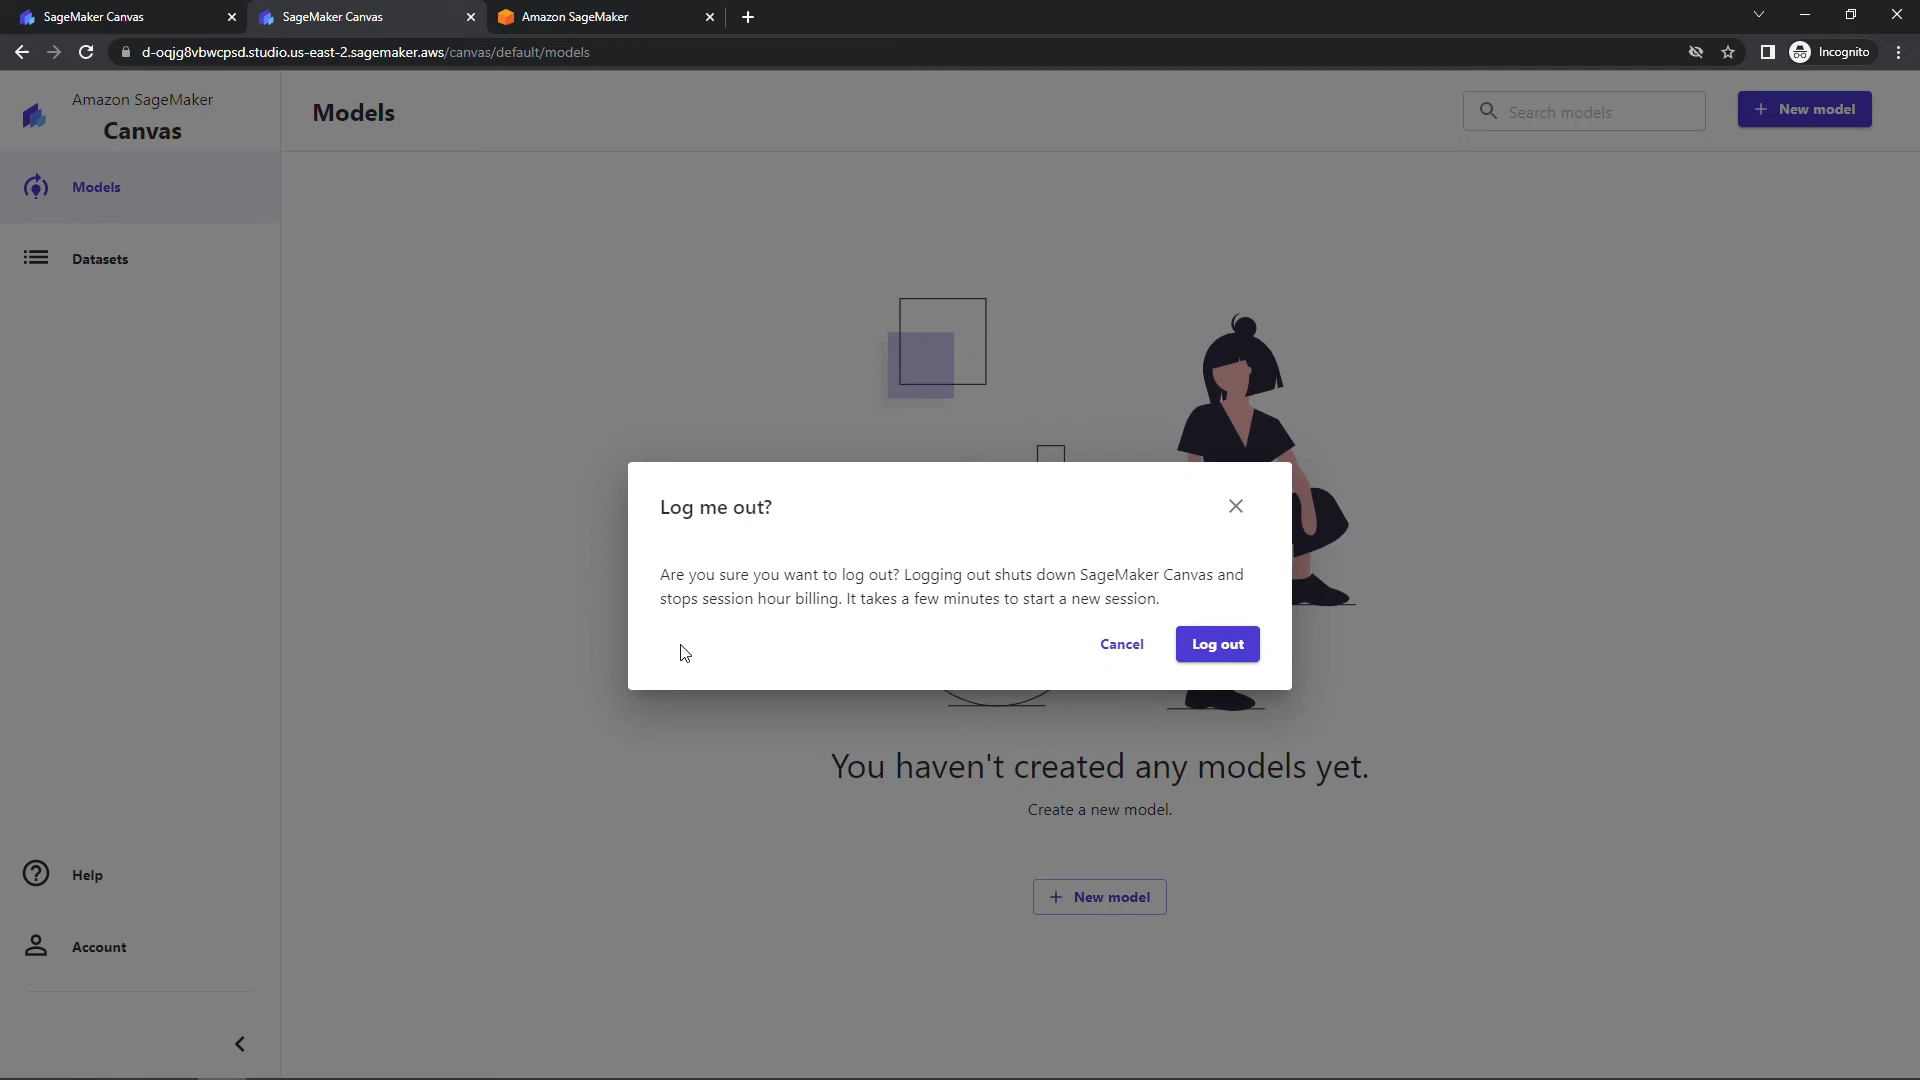 SageMaker Canvas
SageMaker Canvas
Amazon SageMaker
d-oqjg8vbwcpsd.studio.us-east-2.sagemaker.aws/canvas/default/models
Incognito
Amazon SageMaker
Canvas
Models
Search models
New model
Models
Datasets
Log me out?
Are you sure you want to log out? Logging out shuts down SageMaker Canvas and
stops session hour billing. It takes a few minutes to start a new session.
Cancel
Log out
You haven't created any models yet.
Create a new model.
New model
Help
Account